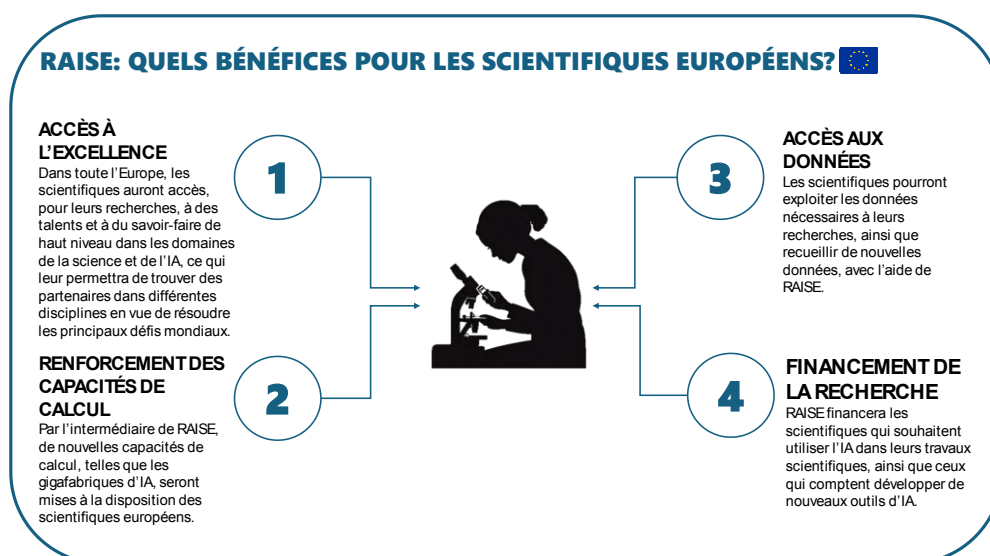 RAISE: QUELS BÉNÉFICES POUR LES SCIENTIFIQUES EUROPÉENS?
ACCÈS À
L'EXCELLENCE
Dans toute l'Europe, les
scientifiques auront accès,
pour leurs recherches, à des
talents et à du savoir-faire de
haut niveau dans les domaines
de la science et de l'IA, ce qui
leur permettra de trouver des
partenaires dans différentes
disciplines en vue de résoudre
les principaux défis mondiaux.
1
RENFORCEMENT DES
CAPACITÉS DE
CALCUL
Par l'intermédiaire de RAISE,
de nouvelles capacités de
calcul, telles que les
gigafabriques d'IA, seront
mises à la disposition des
scientifiques européens.
2
3
ACCÈS AUX
DONNÉES
Les scientifiques pourront
exploiter les données
nécessaires à leurs
recherches, ainsi que
recueillir de nouvelles
données, avec l'aide de
RAISE.
4
FINANCEMENT DE
LA RECHERCHE
RAISE financera les
scientifiques qui souhaitent
utiliser l'IA dans leurs travaux
scientifiques, ainsi que ceux
qui comptent développer de
nouveaux outils d'IA.